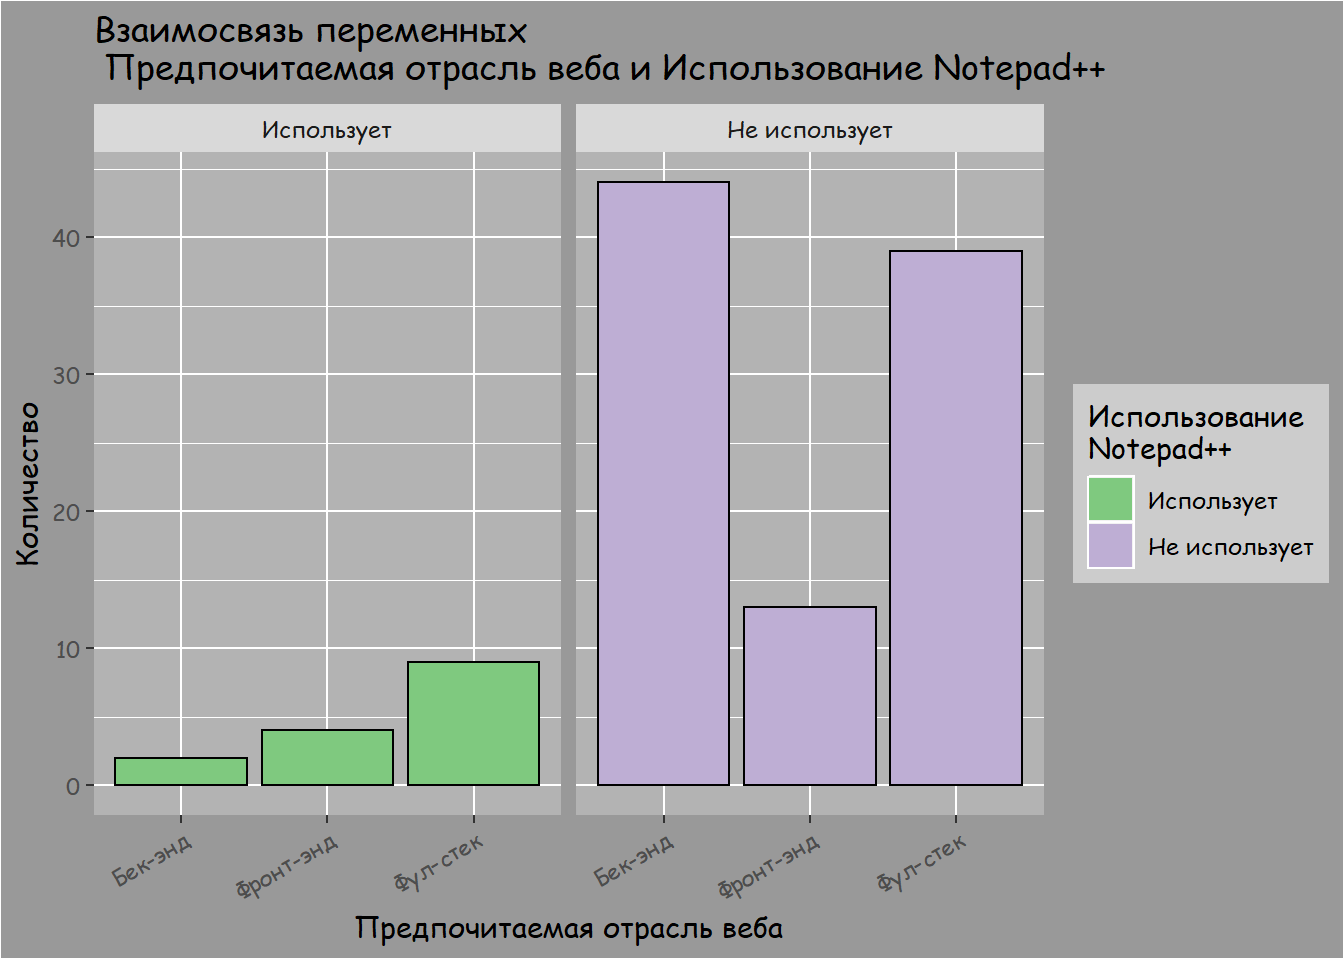 Взаимосвязь переменных
Предпочитаемая отрасль веба и Использование Notepad++
Использует
Не использует
Количество
40
30
20
10
0
Бек-энд
Фронт-энд
Фул-стек
Бек-энд
Фронт-энд
Фул-стек
Предпочитаемая отрасль веба
Использование
Notepad++
Использует
Не использует